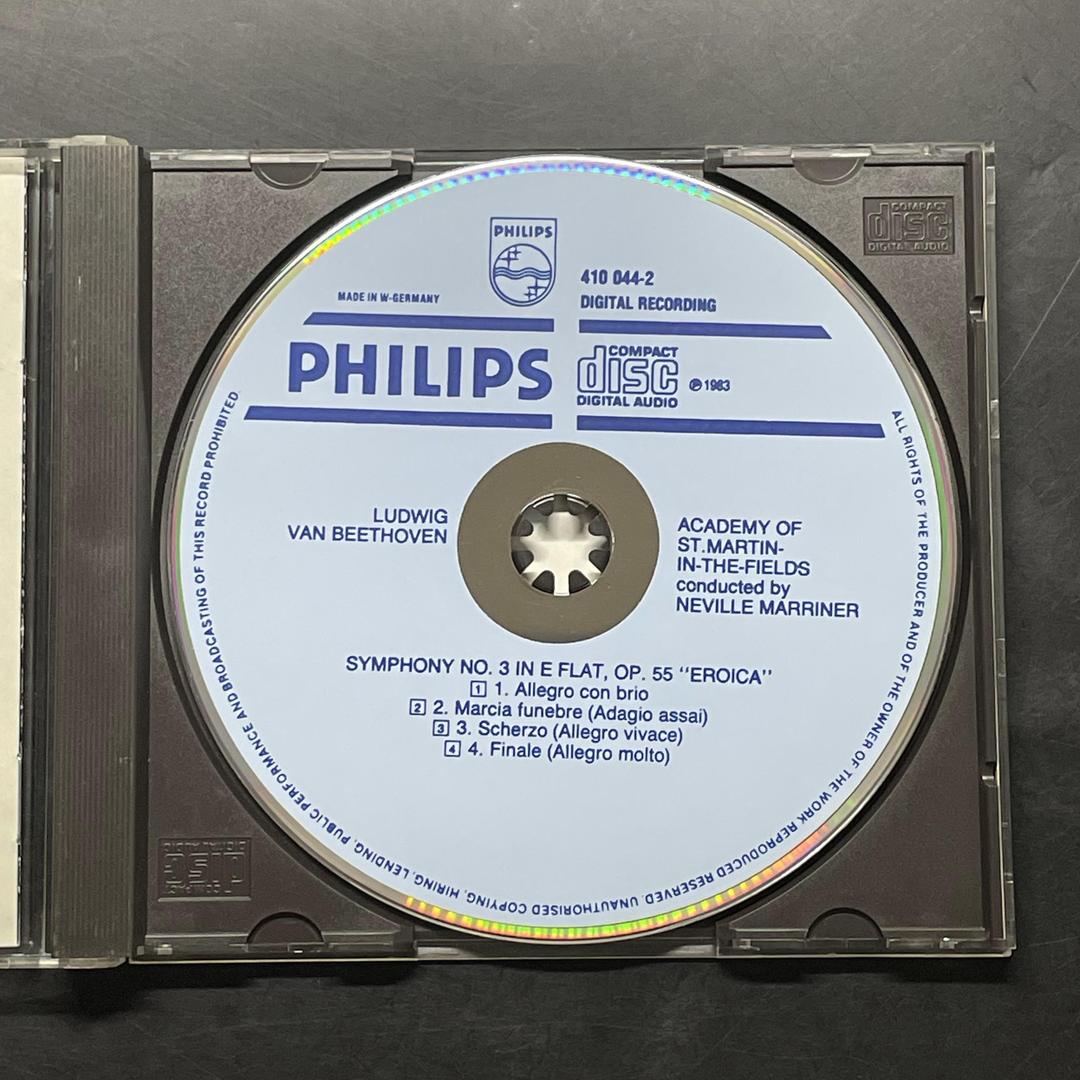 COMPACT
disc
DIGITAL AUDIO
PHILIPS
410 044-2
MADE IN W-GERMANY
DIGITAL RECORDING
PHILIPS
COMPACT
disc
DIGITAL AUDIO
℗ 1983
LUDWIG
VAN BEETHOVEN
ACADEMY OF
ST.MARTIN-
IN-THE-FIELDS
conducted by
NEVILLE MARRINER
SYMPHONY NO. 3 IN E FLAT, OP. 55 "EROICA"
1 1. Allegro con brio
2 2. Marcia funebre (Adagio assai)
3 3. Scherzo (Allegro vivace)
4 4. Finale (Allegro molto)
ALL RIGHTS OF THE PRODUCER AND OF THE OWNER OF THE WORK REPRODUCED RESERVED. UNAUTHORISED COPYING, HIRING, LENDING, PUBLIC PERFORMANCE AND BROADCASTING OF THIS RECORD PROHIBITED.
COMPACT
disc
DIGITAL AUDIO